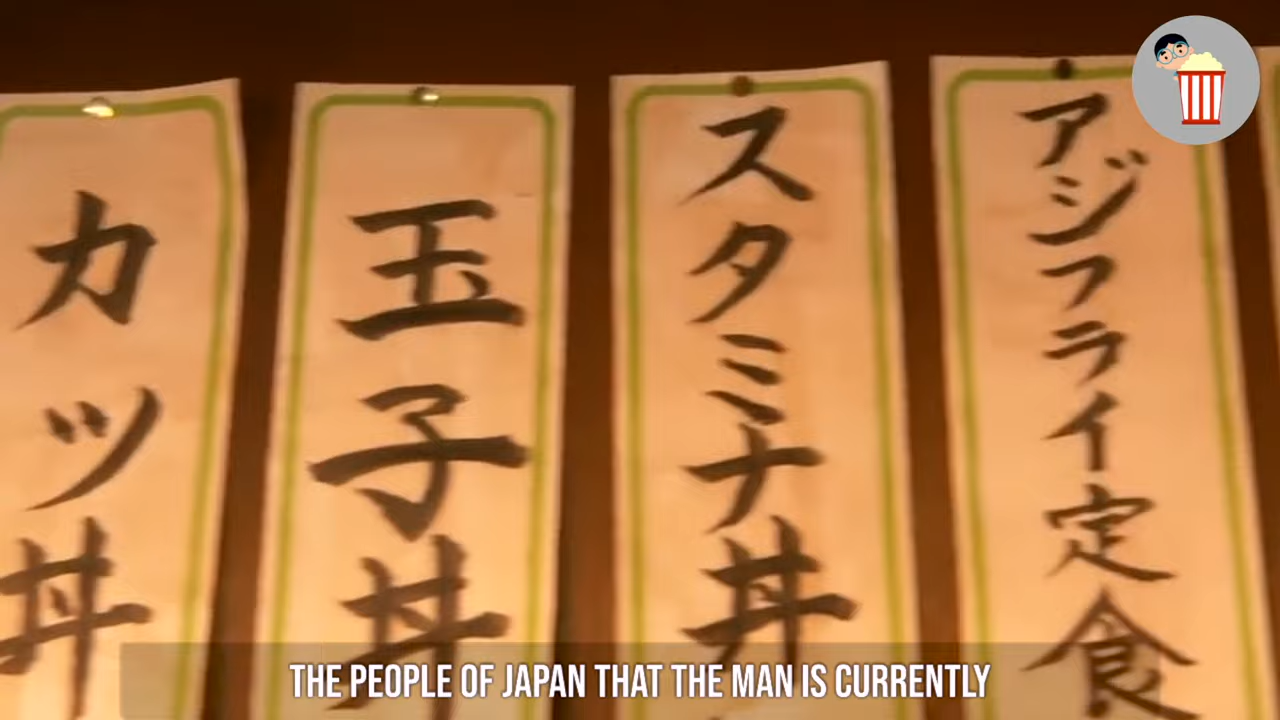 カツ丼
玉子丼
スタミナ丼
アジフライ定食
THE PEOPLE OF JAPAN THAT THE MAN IS CURRENTLY